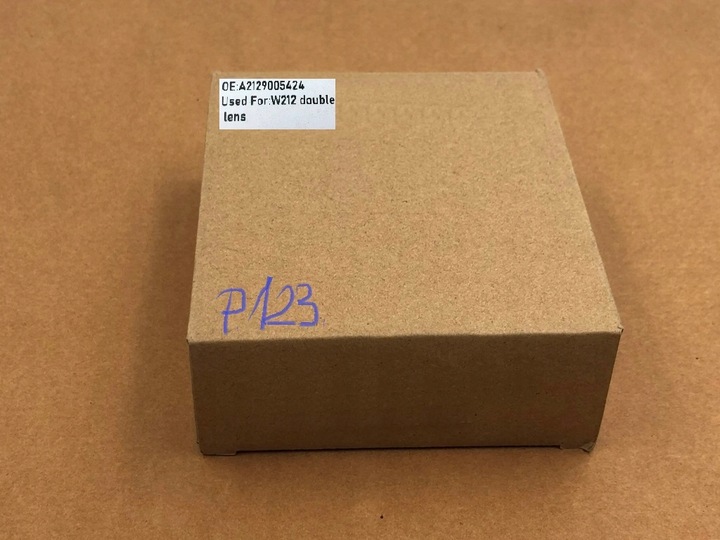 OE:A2129005424
Used For:W212 double
lens
P123